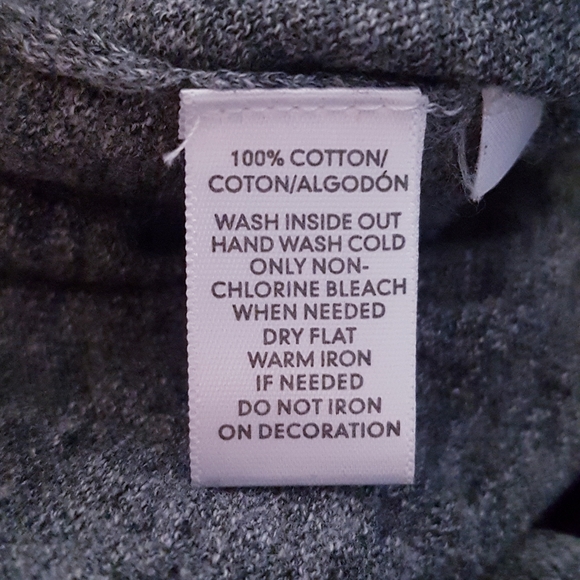 100% COTTON/
COTON/ALGODÓN
WASH INSIDE OUT
HAND WASH COLD
ONLY NON-
CHLORINE BLEACH
WHEN NEEDED
DRY FLAT
WARM IRON
IF NEEDED
DO NOT IRON
ON DECORATION